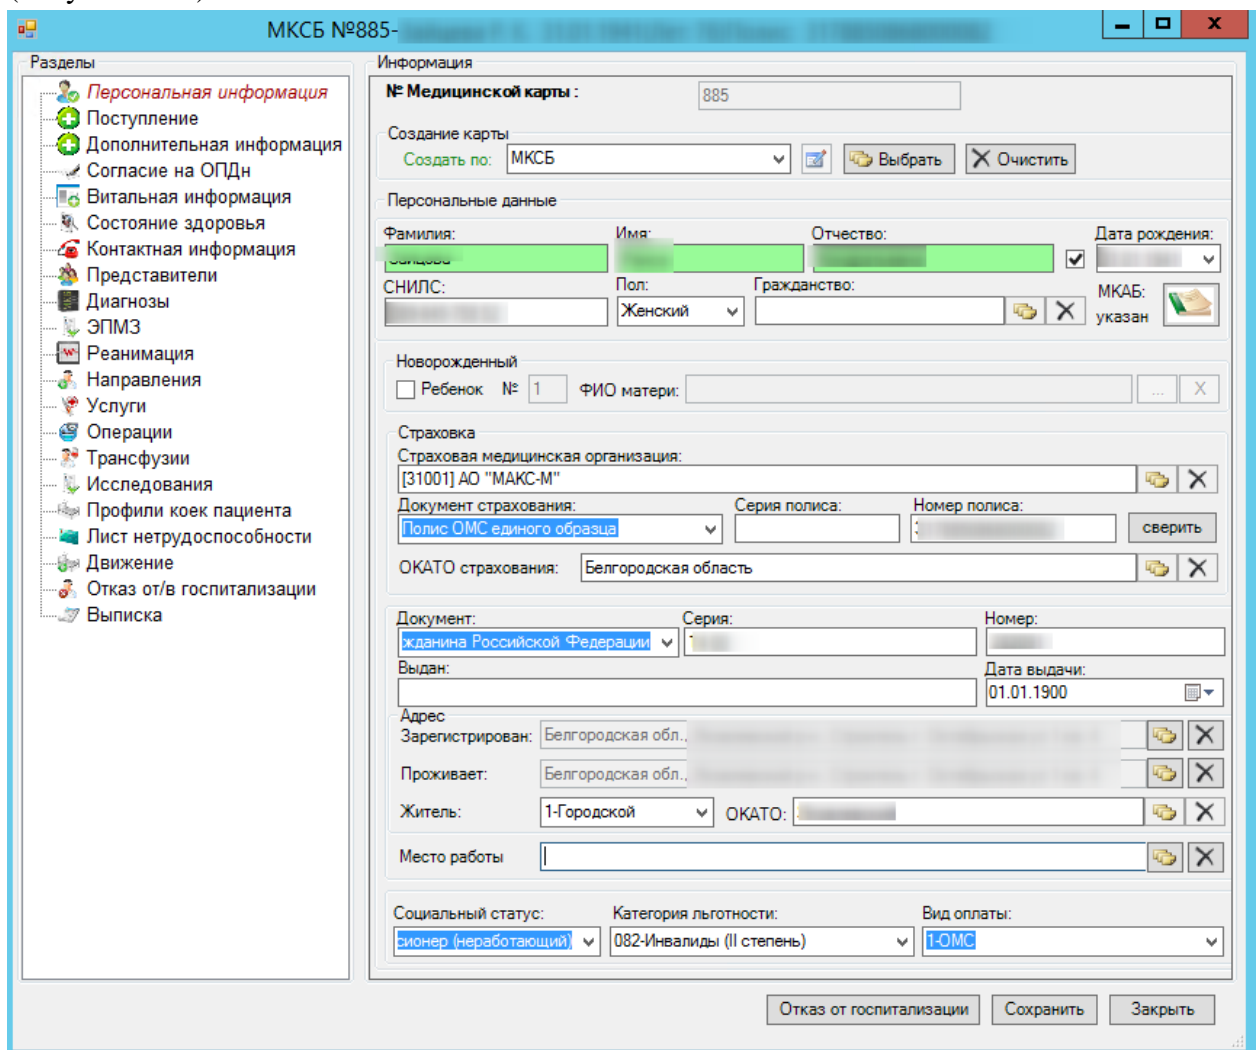 МКСБ №885-
Разделы
Персональная информация
Поступление
Дополнительная информация
Согласие на ОПДн
Витальная информация
Состояние здоровья
Контактная информация
Представители
Диагнозы
ЭПМЗ
Реанимация
Направления
Услуги
Операции
Трансфузии
Исследования
Профили коек пациента
Лист нетрудоспособности
Движение
Отказ от/в госпитализации
Выписка
Информация
№ Медицинской карты : 885
Создание карты
Создать по: МКСБ Выбрать Очистить
Персональные данные
Фамилия: Имя: Отчество: Дата рождения:
СНИЛС: Пол: Гражданство: МКАБ:
Женский указан
Новорожденный
Ребенок № 1 ФИО матери: ... X
Страховка
Страховая медицинская организация:
[31001] АО "МАКС-М"
Документ страхования: Серия полиса: Номер полиса:
Полис ОМС единого образца сверить
ОКАТО страхования: Белгородская область
Документ: Серия: Номер:
жданина Российской Федерации
Выдан: Дата выдачи:
01.01.1900
Адрес
Зарегистрирован: Белгородская обл.,
Проживает: Белгородская обл.,
Житель: 1-Городской ОКАТО:
Место работы
Социальный статус: Категория льготности: Вид оплаты:
сионер (неработающий) 082-Инвалиды (II степень) 1-ОМС
Отказ от госпитализации Сохранить Закрыть